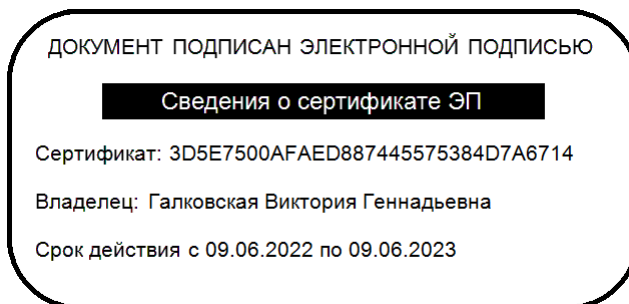 ДОКУМЕНТ ПОДПИСАН ЭЛЕКТРОННОЙ ПОДПИСЬЮ
Сведения о сертификате ЭП
Сертификат: 3D5E7500AFAED887445575384D7A6714
Владелец: Галковская Виктория Геннадьевна
Срок действия с 09.06.2022 по 09.06.2023